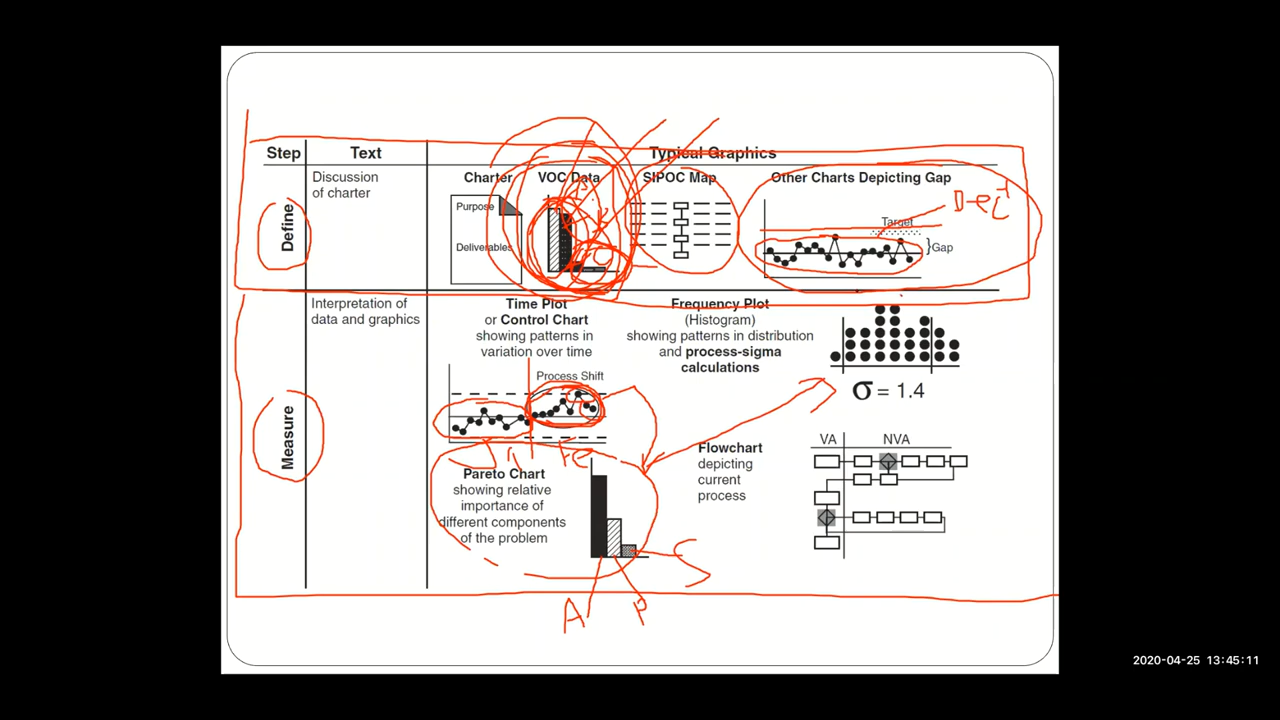 Step
Text
Typical Graphics
Define
Discussion
of charter
Charter
VOC Data
SIPOC Map
Other Charts Depicting Gap
Purpose
Deliverables
Target
Gap
Measure
Interpretation of
data and graphics
Time Plot
or Control Chart
showing patterns in
variation over time
Process Shift
Frequency Plot
(Histogram)
showing patterns in distribution
and process-sigma
calculations
σ = 1.4
Pareto Chart
showing relative
importance of
different components
of the problem
A
P
Flowchart
depicting
current
process
VA
NVA
2020-04-25 13:45:11